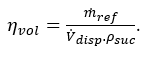 η_vol = ṁ_ref / (V̇_disp · ρ_suc).